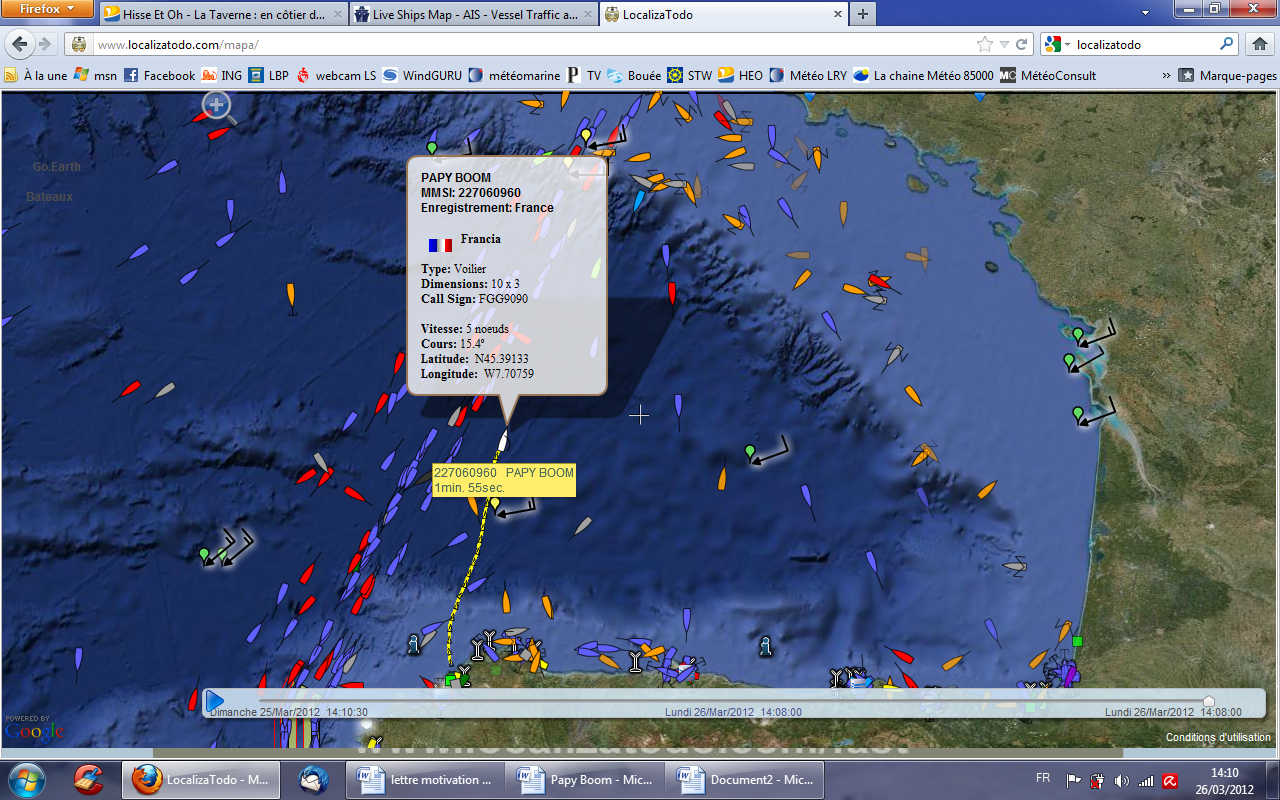 Firefox
Hisse Et Oh - La Taverne : en côtier d...
Live Ships Map - AIS - Vessel Traffic a...
LocalizaTodo
www.localizatodo.com/mapa/
localizatodo
À la une
msn
Facebook
ING
LBP
webcam LS
WindGURU
météomarine
TV
Bouée
STW
HEO
Météo LRY
La chaine Météo 85000
MC MétéoConsult
»
Marque-pages
Go.Earth
Bateaux
PAPY BOOM
MMSI: 227060960
Enregistrement: France
Francia
Type: Voilier
Dimensions: 10 x 3
Call Sign: FGG9090
Vitesse: 5 noeuds
Cours: 15.4º
Latitude: N45.39133
Longitude: W7.70759
227060960 PAPY BOOM
1min. 55sec.
Dimanche 25/Mar/2012 14:10:30
Lundi 26/Mar/2012 14:08:00
Lundi 26/Mar/2012 14:08:00
POWERED BY
Google
Conditions d'utilisation
LocalizaTodo - M...
lettre motivation ...
Papy Boom - Mic...
Document2 - Mic...
FR
14:10
26/03/2012